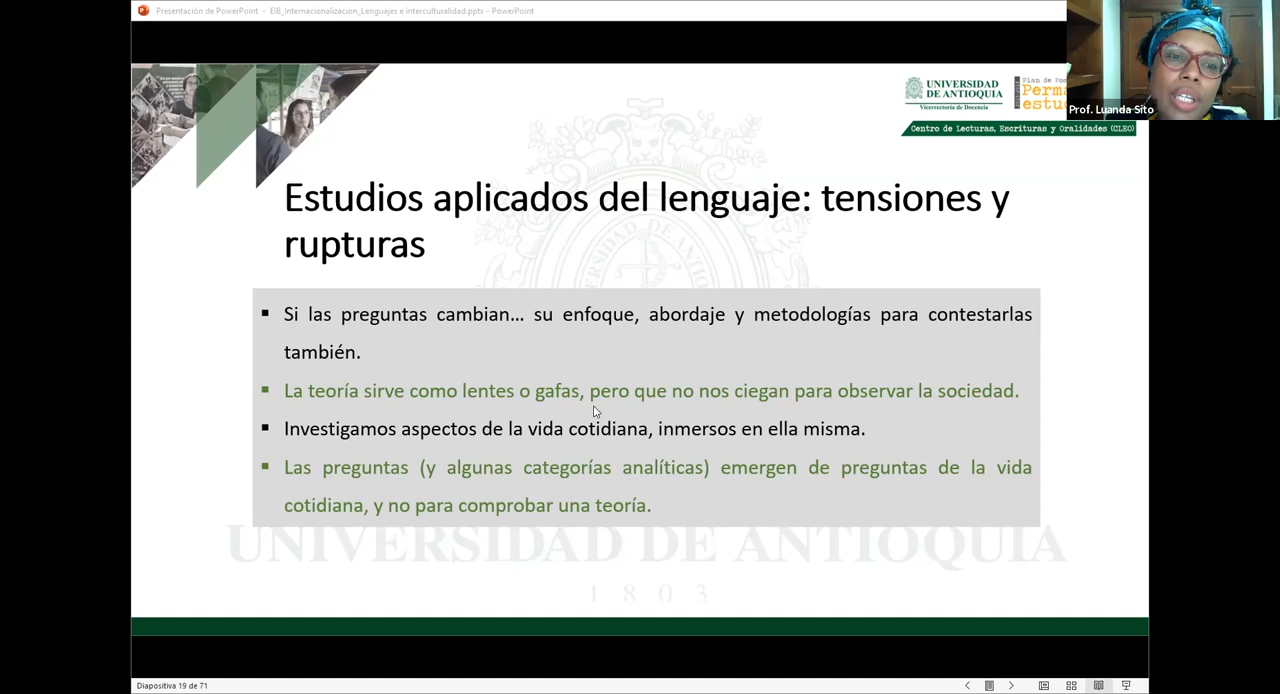 Presentación de PowerPoint - EIB_Internacionalizacion_Lenguajes e interculturalidad.pptx - PowerPoint
UNIVERSIDAD
DE ANTIOQUIA
Vicerrectoría de Docencia
Plan de
Centro de Lecturas, Escrituras y Oralidades (CLEO)
Prof. Luanda Sito
Estudios aplicados del lenguaje: tensiones y
rupturas
▪ Si las preguntas cambian... su enfoque, abordaje y metodologías para contestarlas
también.
▪ La teoría sirve como lentes o gafas, pero que no nos ciegan para observar la sociedad.
▪ Investigamos aspectos de la vida cotidiana, inmersos en ella misma.
▪ Las preguntas (y algunas categorías analíticas) emergen de preguntas de la vida
cotidiana, y no para comprobar una teoría.
UNIVERSIDAD DE ANTIOQUIA
1 8 0 3
Diapositiva 19 de 71